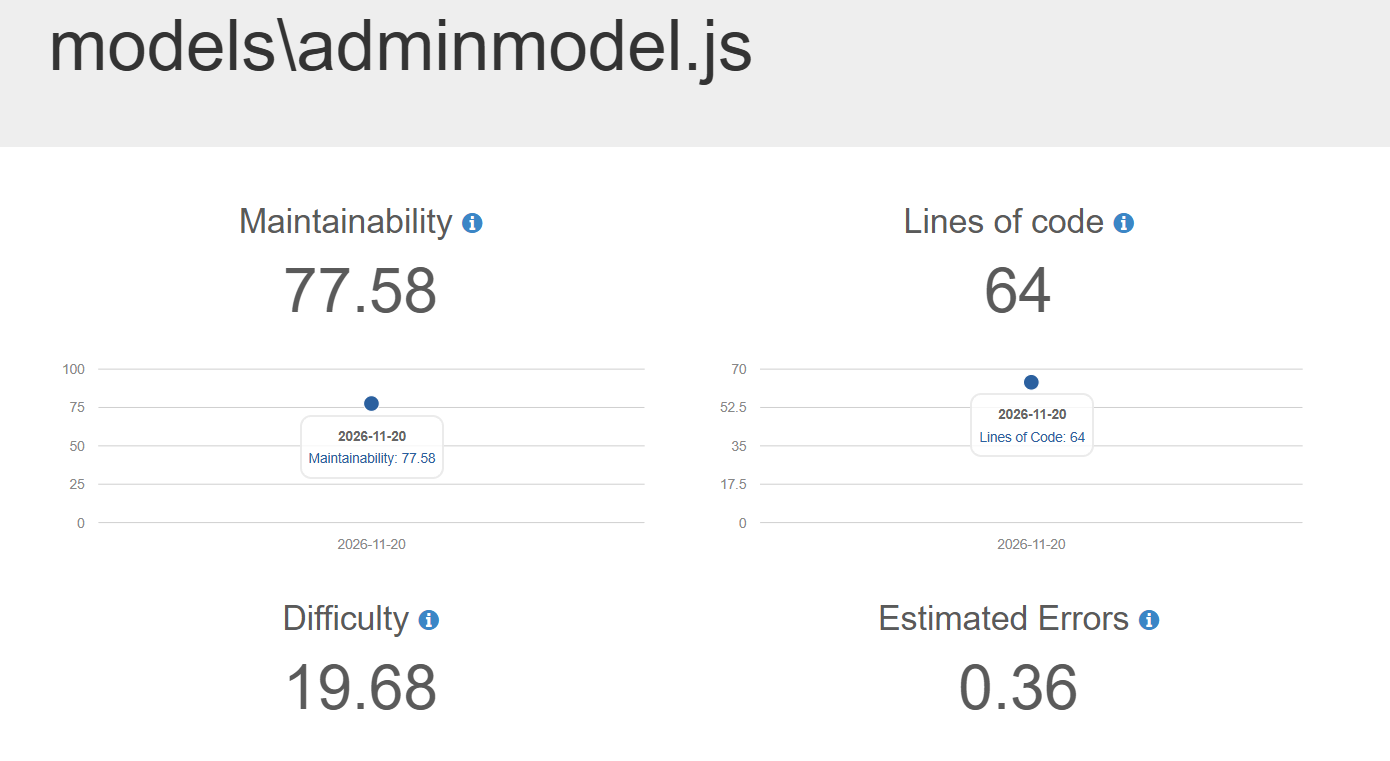 models\adminmodel.js
Maintainability
77.58
100
75
50
25
0
2026-11-20
Maintainability: 77.58
2026-11-20
Lines of code
64
70
52.5
35
17.5
0
2026-11-20
Lines of Code: 64
2026-11-20
Difficulty
19.68
Estimated Errors
0.36